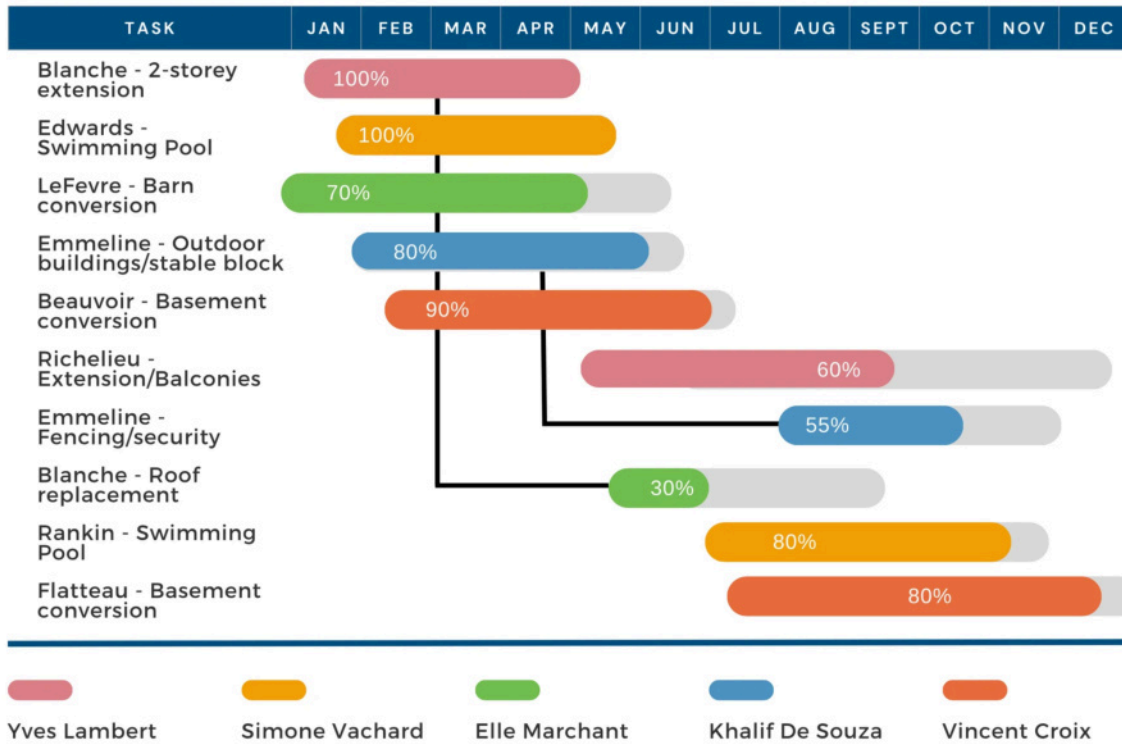 TASK JAN FEB MAR APR MAY JUN JUL AUG SEPT OCT NOV DEC
Blanche - 2-storey
extension
100%
Edwards -
Swimming Pool
100%
LeFevre - Barn
conversion
70%
Emmeline - Outdoor
buildings/stable block
80%
Beauvoir - Basement
conversion
90%
Richelieu -
Extension/Balconies
60%
Emmeline -
Fencing/security
55%
Blanche - Roof
replacement
30%
Rankin - Swimming
Pool
80%
Flatteau - Basement
conversion
80%
Yves Lambert Simone Vachard Elle Marchant Khalif De Souza Vincent Croix